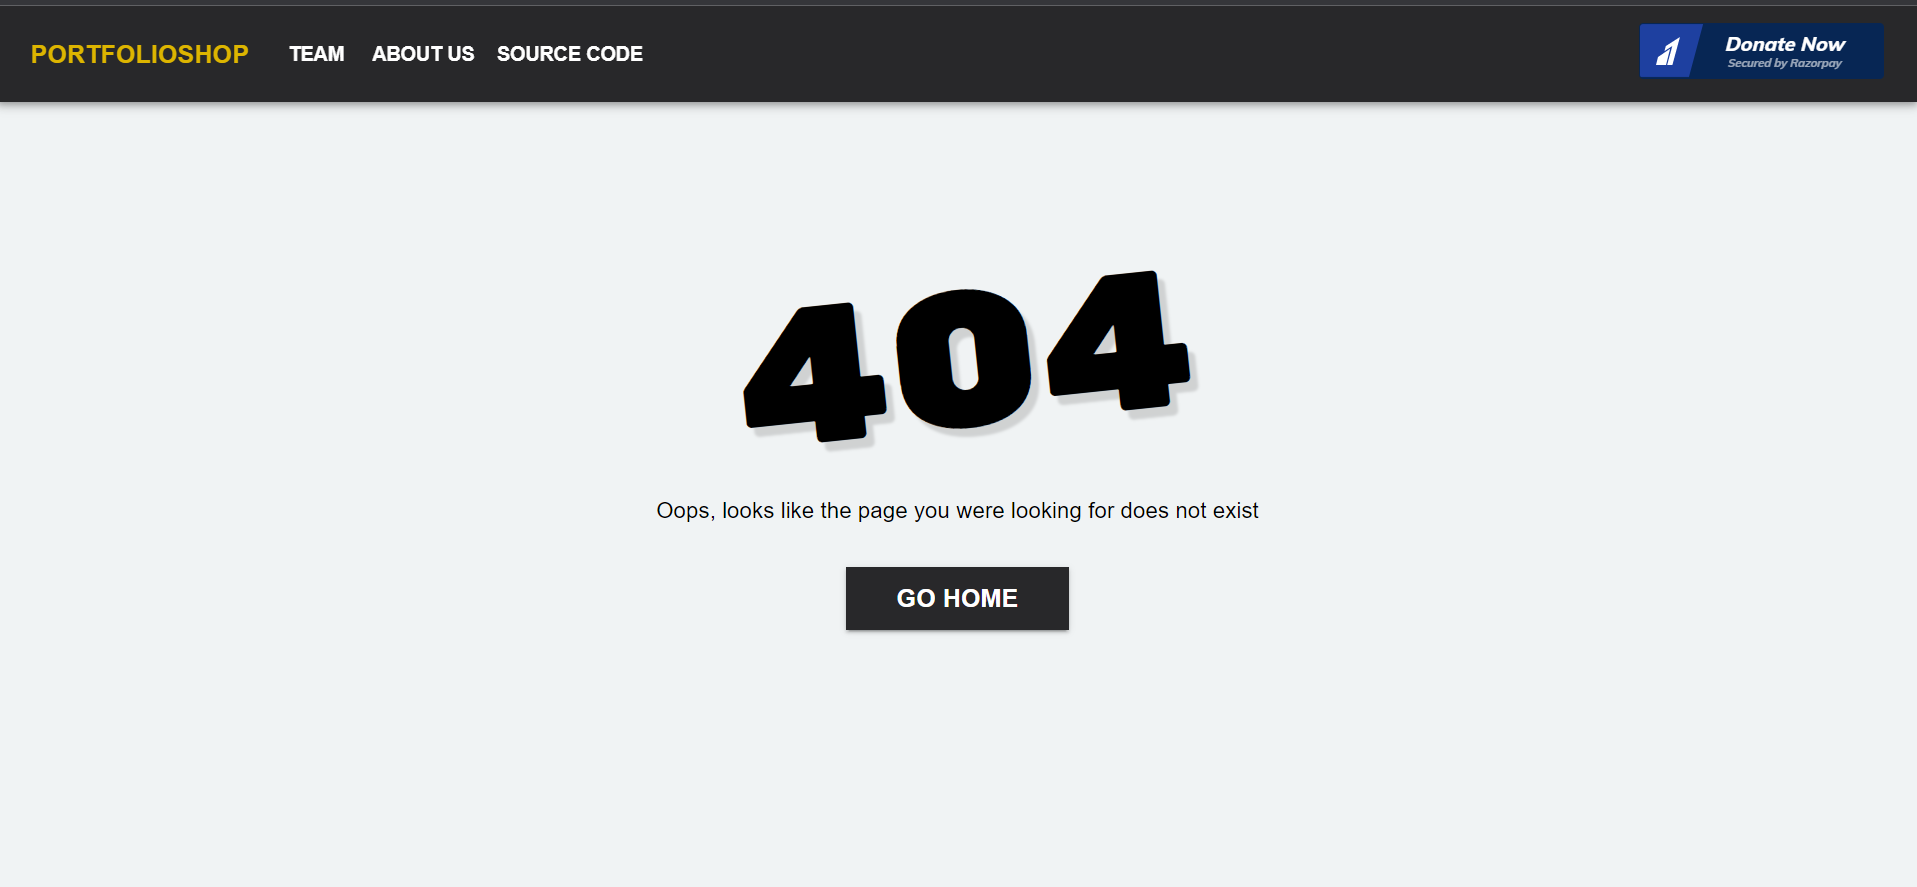 PORTFOLIOSHOP TEAM ABOUT US SOURCE CODE
Donate Now
Secured by Razorpay
404
Oops, looks like the page you were looking for does not exist
GO HOME